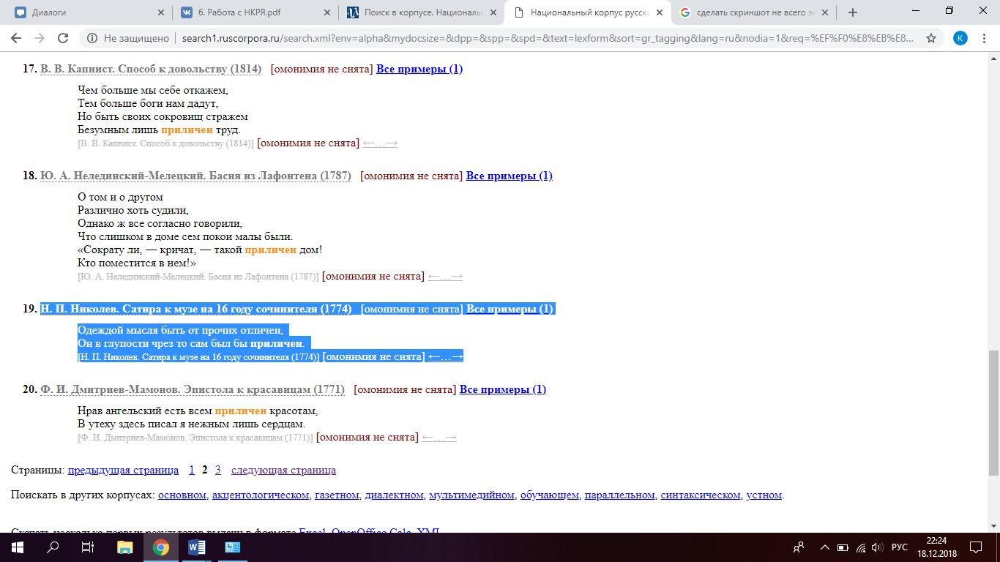 Диалоги
6. Работа с НКРЯ.pdf
Поиск в корпусе. Национальн
Национальный корпус русско
сделать скриншот не всего эк
Не защищено
search1.ruscorpora.ru/search.xml?env=alpha&mydocsize=&dpp=&spp=&spd=&text=lexform&sort=gr_tagging&lang=ru&nodia=1&req=%EF%F0%E8%EB%E8...
К
17. В. В. Капнист. Способ к довольству (1814) [омонимия не снята] Все примеры (1)
Чем больше мы себе откажем,
Тем больше боги нам дадут,
Но быть своих сокровищ стражем
Безумным лишь приличен труд.
[В. В. Капнист. Способ к довольству (1814)] [омонимия не снята] ←…→
18. Ю. А. Нелединский-Мелецкий. Басня из Лафонтена (1787) [омонимия не снята] Все примеры (1)
О том и о другом
Различно хоть судили,
Однако ж все согласно говорили,
Что слишком в доме сем покои малы были.
«Сократу ли, — кричат, — такой приличен дом!
Кто поместится в нем!»
[Ю. А. Нелединский-Мелецкий. Басня из Лафонтена (1787)] [омонимия не снята] ←…→
19. Н. П. Николев. Сатира к музе на 16 году сочинителя (1774) [омонимия не снята] Все примеры (1)
Одеждой мысля быть от прочих отличен,
Он в глупости чрез то сам был бы приличен.
[Н. П. Николев. Сатира к музе на 16 году сочинителя (1774)] [омонимия не снята] ←…→
20. Ф. И. Дмитриев-Мамонов. Эпистола к красавицам (1771) [омонимия не снята] Все примеры (1)
Нрав ангельский есть всем приличен красотам,
В утеху здесь писал я нежным лишь сердцам.
[Ф. И. Дмитриев-Мамонов. Эпистола к красавицам (1771)] [омонимия не снята] ←…→
Страницы: предыдущая страница 1 2 3 следующая страница
Поискать в других корпусах: основном, акцентологическом, газетном, диалектном, мультимедийном, обучающем, параллельном, синтаксическом, устном.
Скачать несколько первых результатов выдачи в формате Excel, OpenOffice Calc, XML
РУС
22:24
18.12.2018